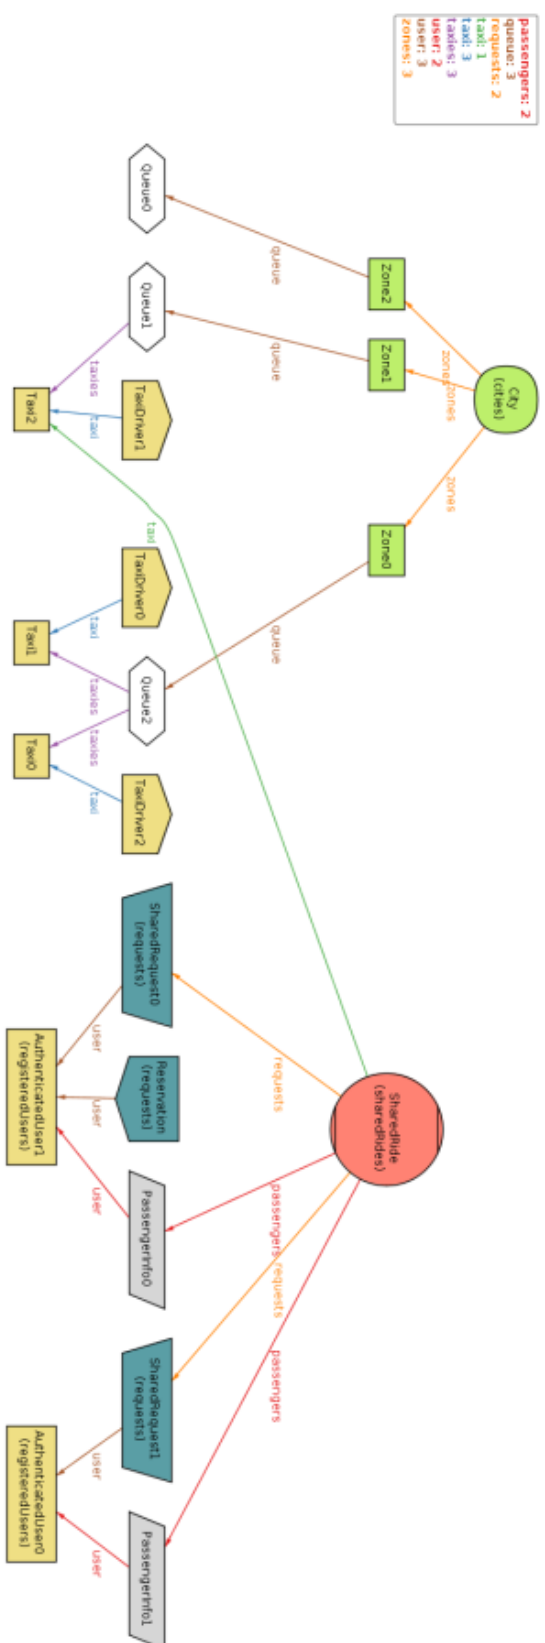 passengers: 2
queue: 3
requests: 2
taxi: 1
taxi: 3
taxies: 3
user: 2
user: 3
zones: 3
City
(cities)
SharedRide
(sharedRides)
zones
zones
zones
Zone2
Zone1
Zone0
queue
queue
queue
requests
passengers
requests
passengers
Queue0
Queue1
TaxiDriver1
taxi
TaxiDriver0
Queue2
TaxiDriver2
SharedRequest0
(requests)
Reservation
(requests)
PassengerInfo0
SharedRequest1
(requests)
PassengerInfo1
taxies
taxi
taxi
taxies
taxies
taxi
user
user
user
user
user
Taxi2
Taxi1
Taxi0
AuthenticatedUser1
(registeredUsers)
AuthenticatedUser0
(registeredUsers)